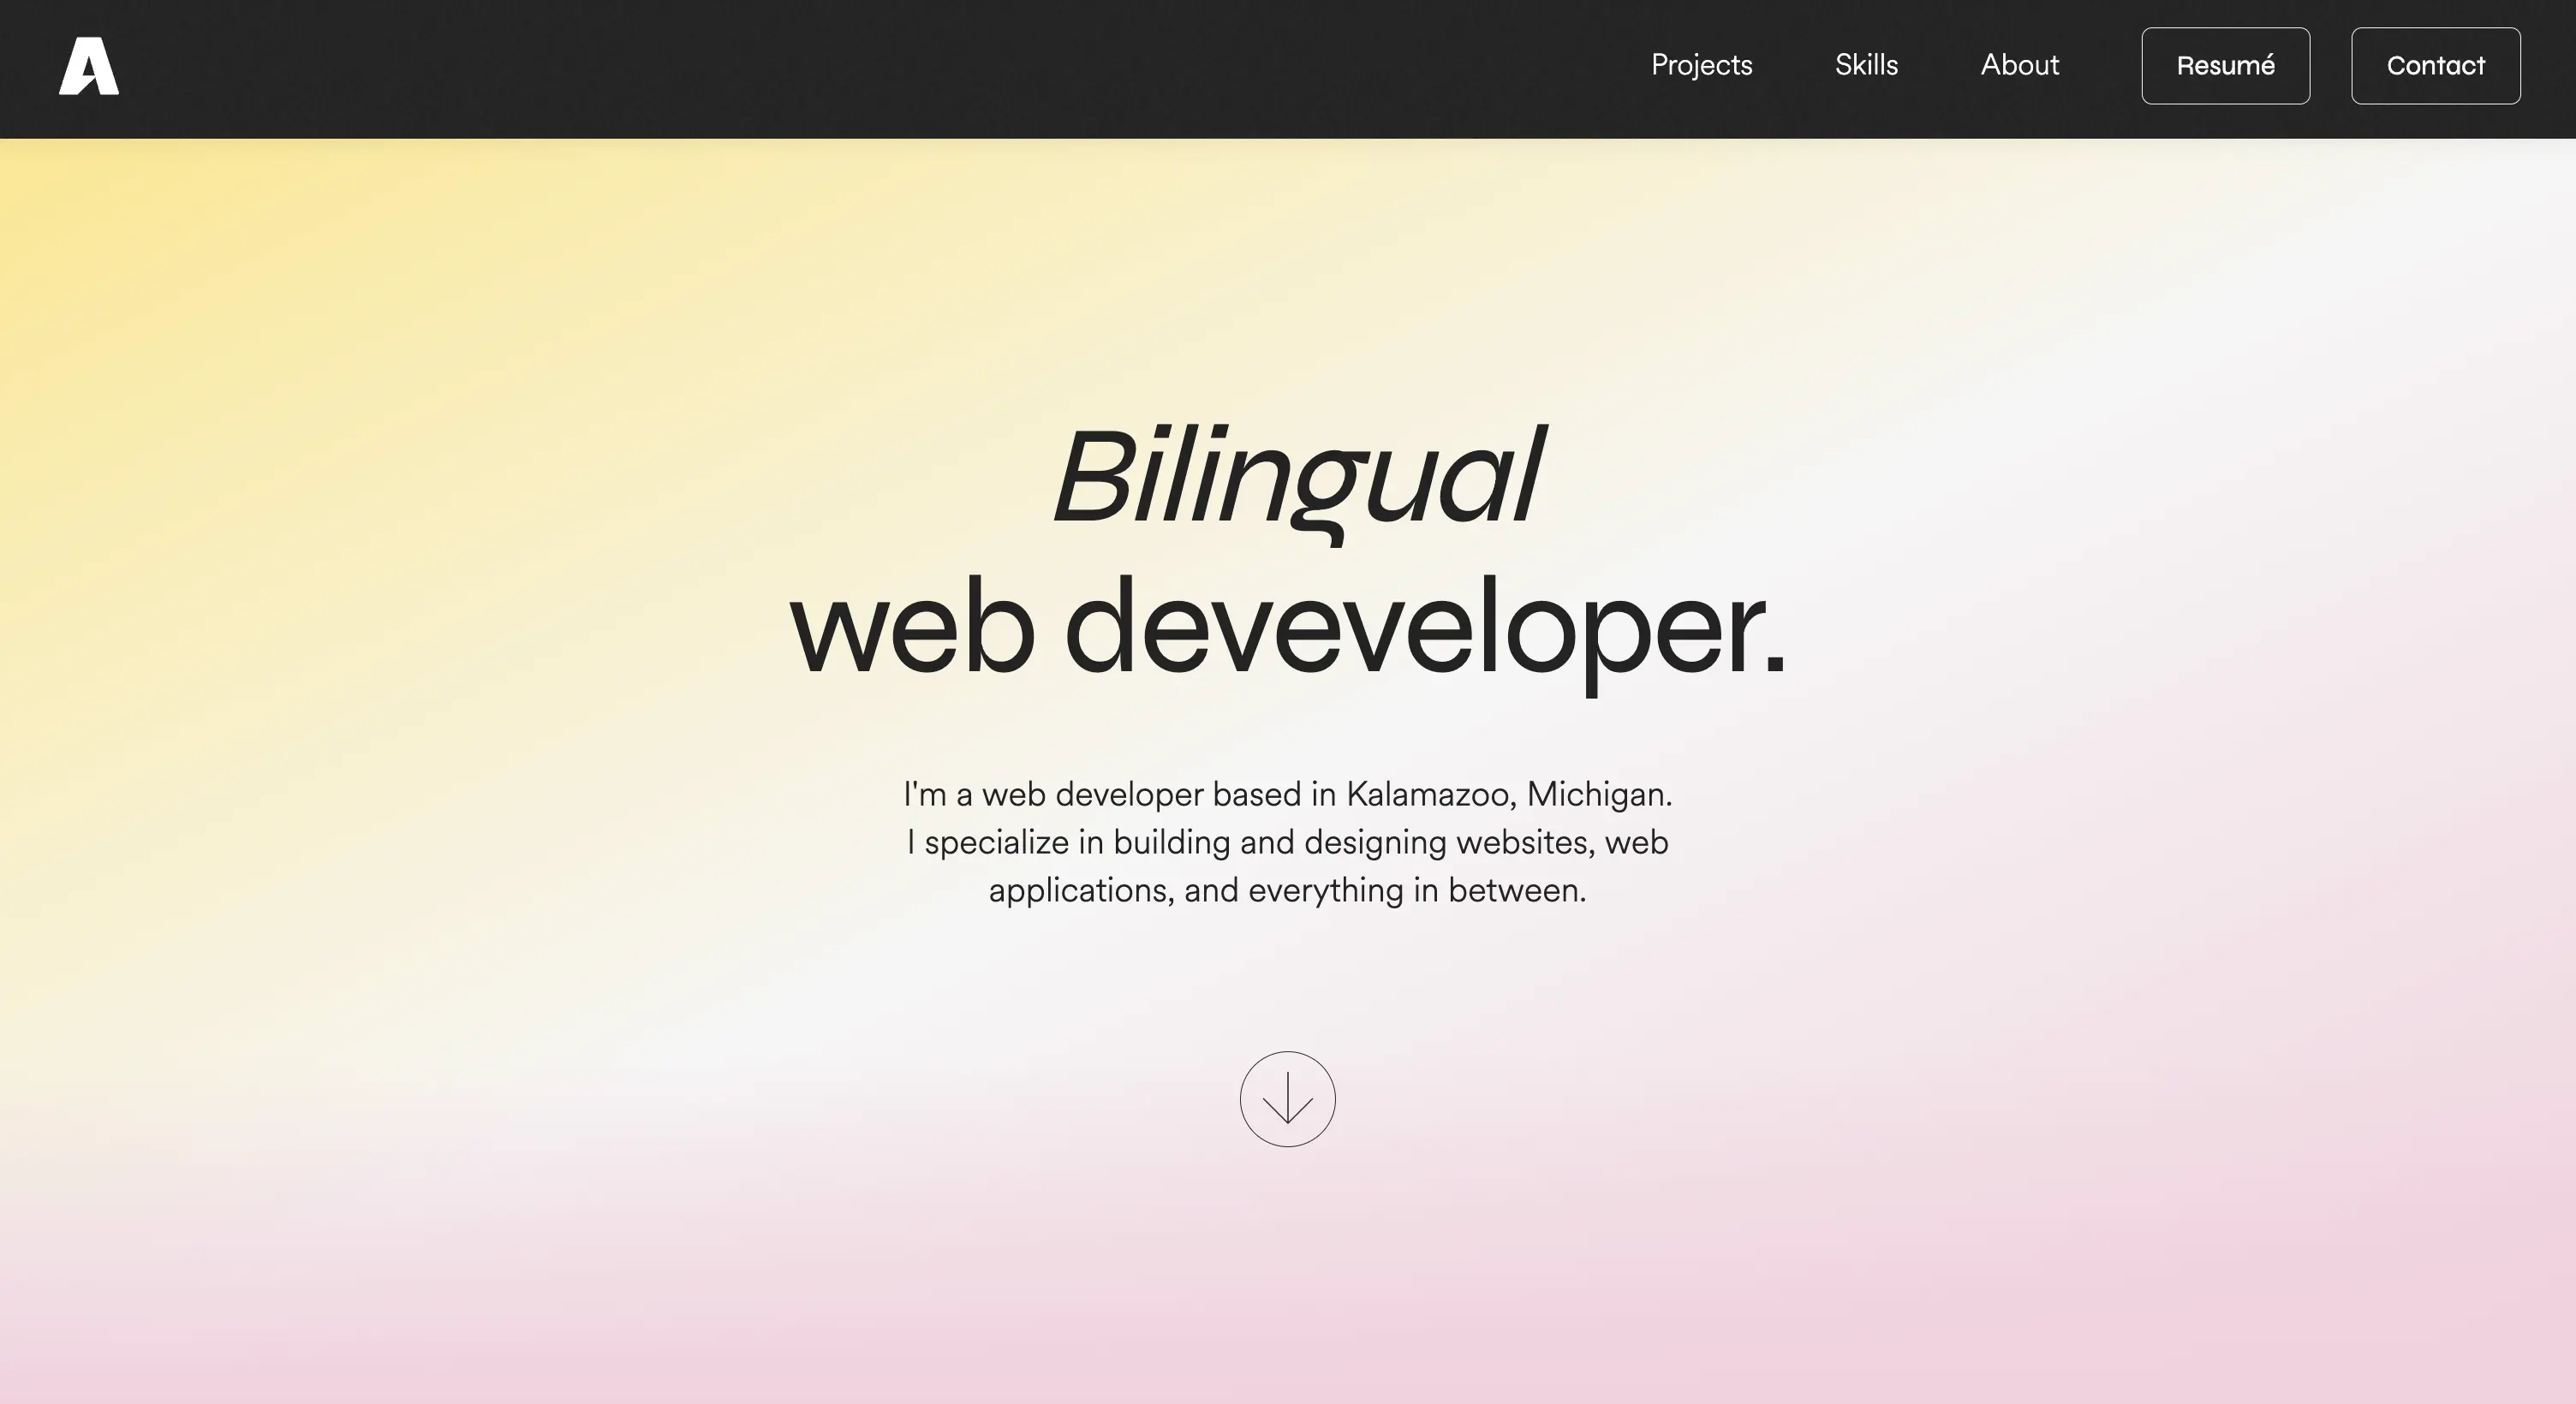 A
Projects Skills About Resumé Contact
Bilingual
web deveveloper.
I'm a web developer based in Kalamazoo, Michigan.
I specialize in building and designing websites, web
applications, and everything in between.